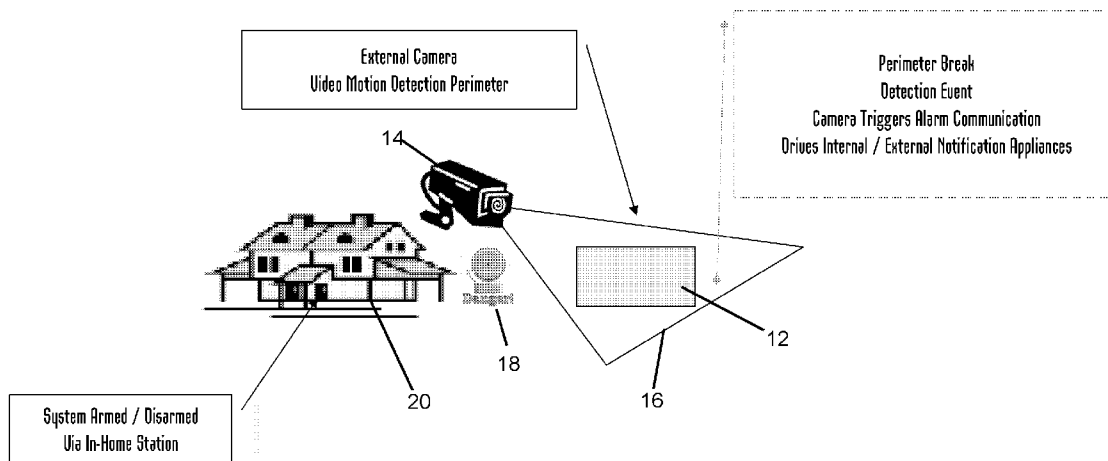 External Camera
Video Motion Detection Perimeter
Perimeter Break
Detection Event
Camera Triggers Alarm Communication
Drives Internal / External Notification Appliances
14
12
18
20
16
System Armed / Disarmed
Via In-Home Station